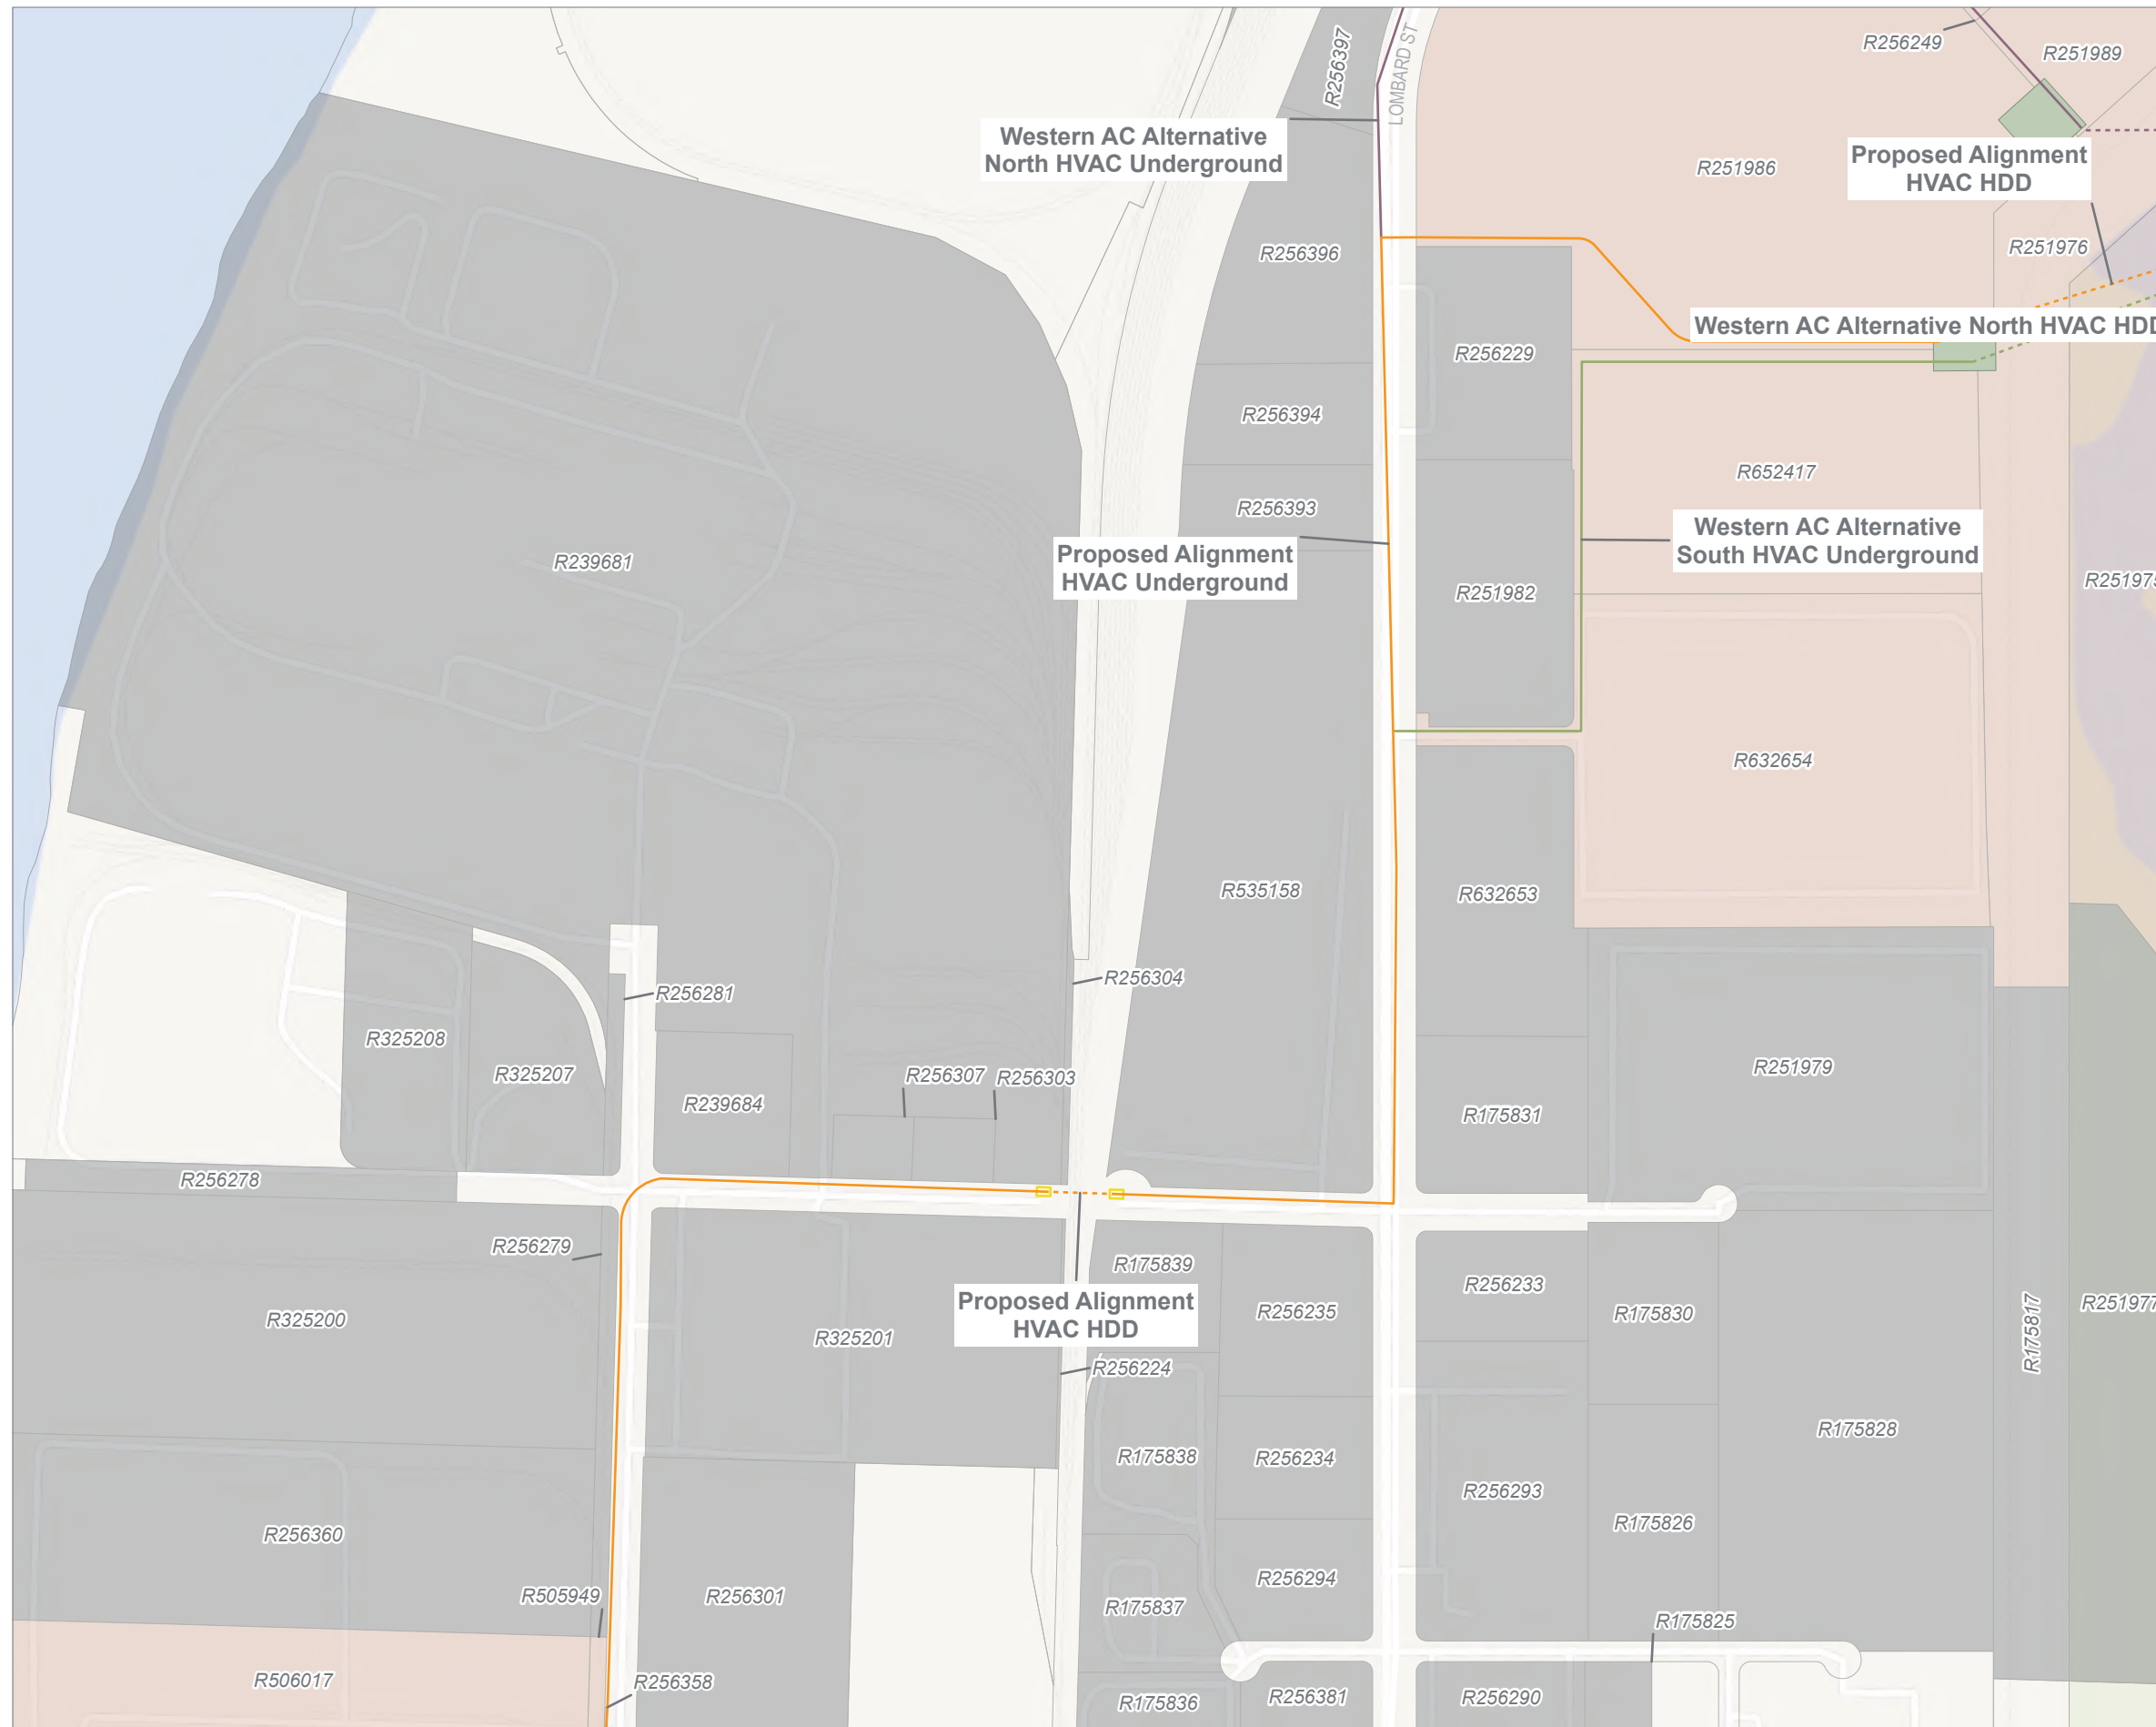 R256397
LOMBARD ST
R256249
R251989
Western AC Alternative
North HVAC Underground
Proposed Alignment
HVAC HDD
R251986
R256396
R251976
Western AC Alternative North HVAC HDD
R256229
R256394
R652417
R256393
Western AC Alternative
South HVAC Underground
Proposed Alignment
HVAC Underground
R239681
R251982
R251975
R632654
R535158
R632653
R256304
R256281
R325208
R325207
R256307
R256303
R239684
R251979
R175831
R256278
R256279
R175839
R256233
Proposed Alignment
HVAC HDD
R325200
R325201
R256235
R175830
R175817
R251977
R256224
R175838
R256234
R175828
R256293
R175826
R256360
R505949
R256301
R256294
R175837
R175825
R506017
R256358
R175836
R256381
R256290